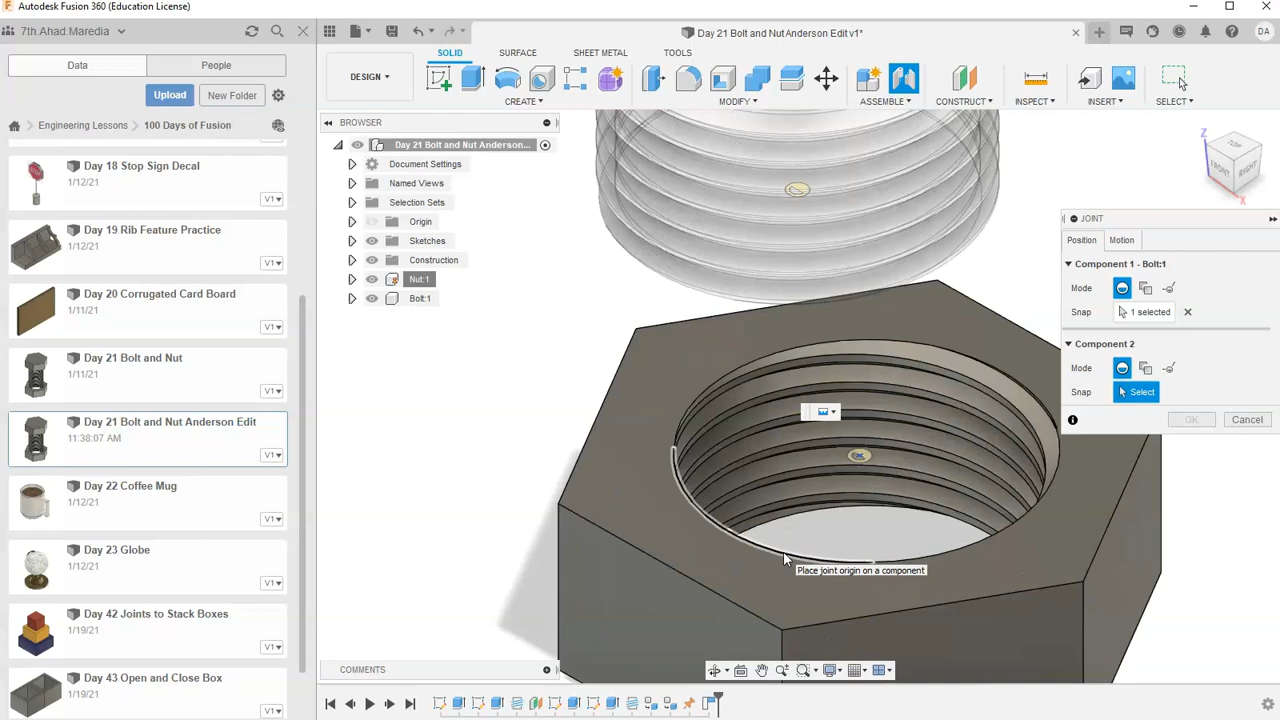 Autodesk Fusion 360 (Education License)
7th.Ahad.Maredia
Day 21 Bolt and Nut Anderson Edit v1*
DA
Data
People
SOLID
SURFACE
SHEET METAL
TOOLS
DESIGN
Upload
New Folder
CREATE
MODIFY
ASSEMBLE
CONSTRUCT
INSPECT
INSERT
SELECT
Engineering Lessons
100 Days of Fusion
BROWSER
Day 21 Bolt and Nut Anderson...
Document Settings
Named Views
Selection Sets
Origin
Sketches
Construction
Nut:1
Bolt:1
Day 18 Stop Sign Decal
1/12/21
V1
Day 19 Rib Feature Practice
1/12/21
V1
Day 20 Corrugated Card Board
1/11/21
V1
Day 21 Bolt and Nut
1/11/21
V1
Day 21 Bolt and Nut Anderson Edit
11:38:07 AM
V1
Day 22 Coffee Mug
1/12/21
V1
Day 23 Globe
1/12/21
V1
Day 42 Joints to Stack Boxes
1/19/21
V1
Day 43 Open and Close Box
1/19/21
V1
Z
TOP
FRONT
RIGHT
X
JOINT
Position
Motion
Component 1 - Bolt:1
Mode
Snap
1 selected
Component 2
Mode
Snap
Select
OK
Cancel
Place joint origin on a component
COMMENTS